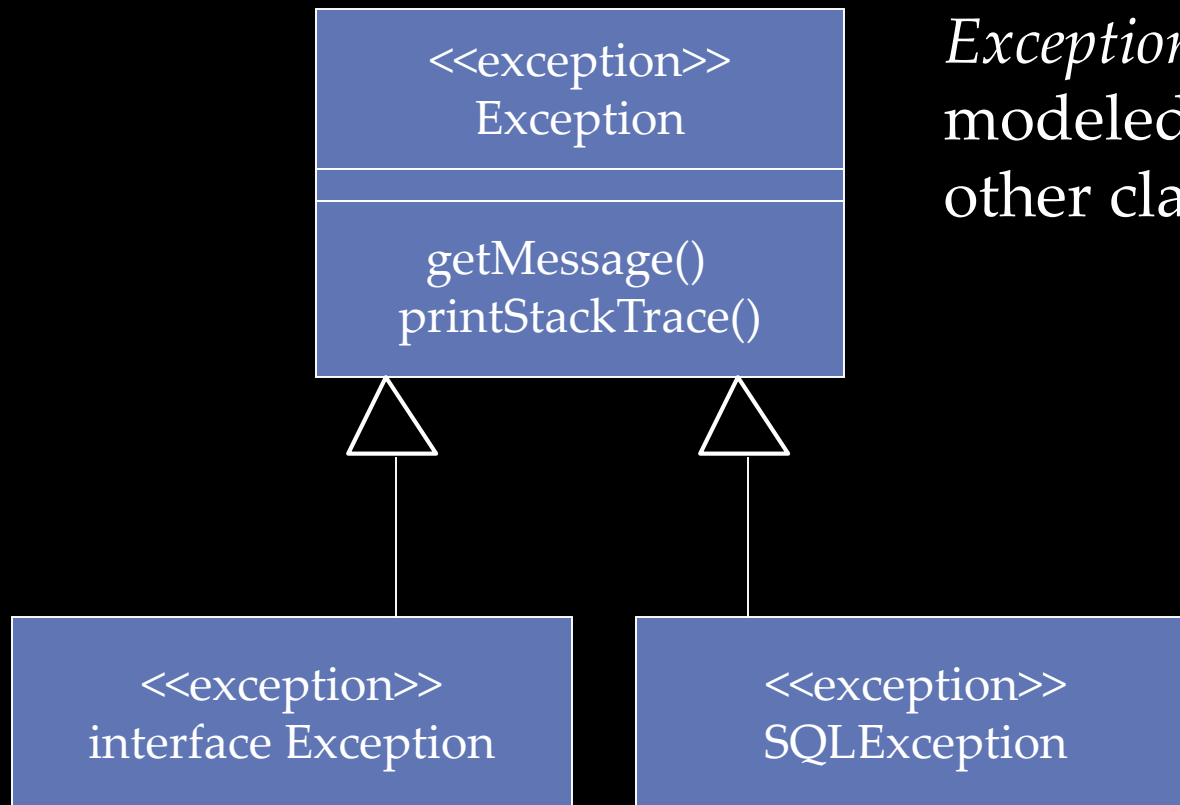 <<exception>>
Exception
getMessage()
printStackTrace()
Exception
modeled
other cla
<<exception>>
interface Exception
<<exception>>
SQLException